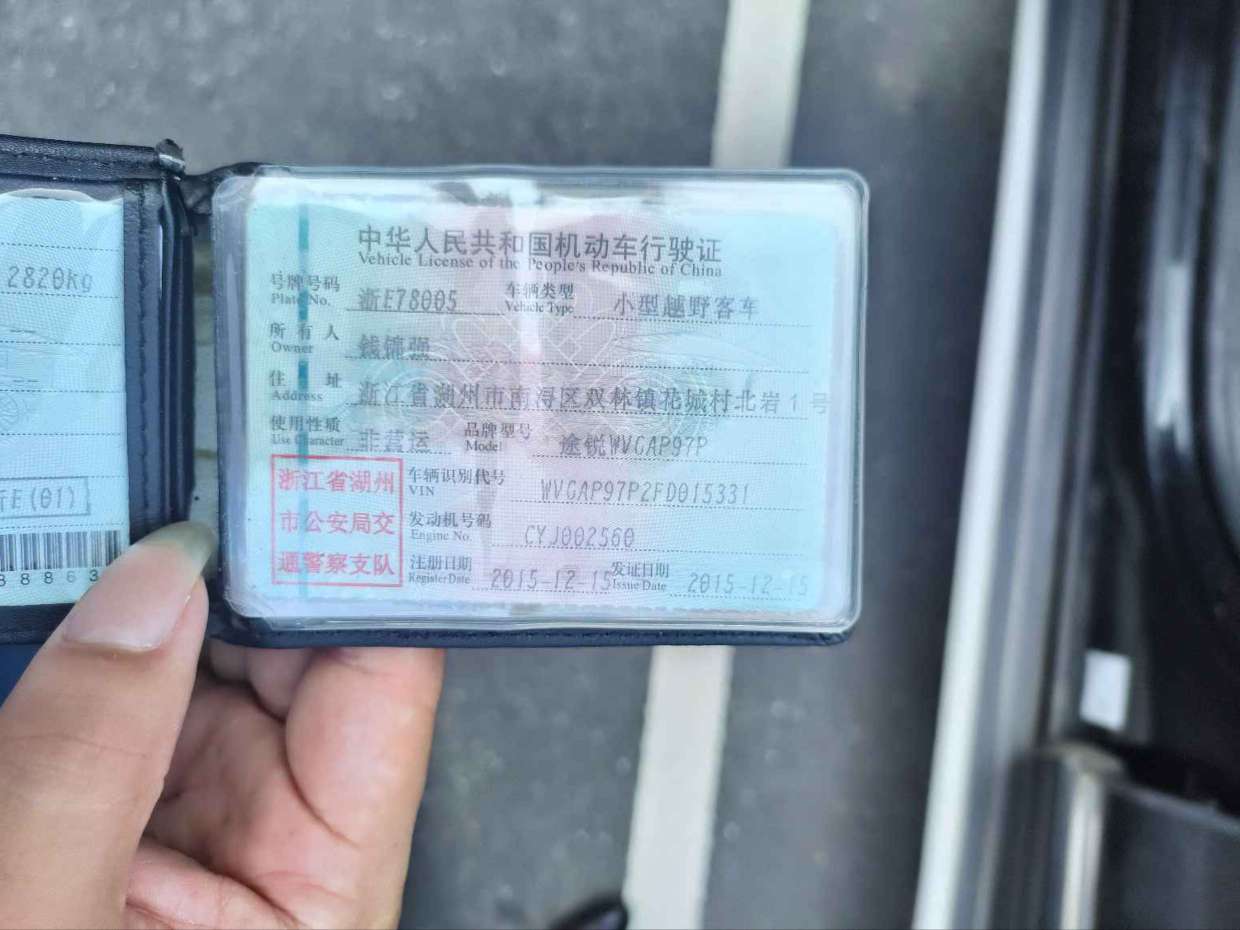 2820kg
浙E(01)
88863
中华人民共和国机动车行驶证
Vehicle License of the People's Republic of China
号牌号码 浙E78005 车辆类型 小型越野客车
Plate No. Vehicle Type
所有人 钱锦强
Owner
住址 浙江省湖州市南浔区双林镇花城村北岩1号
Address
使用性质 非营运 品牌型号 途锐WVGAP97P
Use Character Model
浙江省湖州
市公安局交
通警察支队
车辆识别代号 WVGAP97P2FD015331
VIN
发动机号码 CYJ002560
Engine No.
注册日期 2015-12-15 发证日期 2015-12-15
Register Date Issue Date